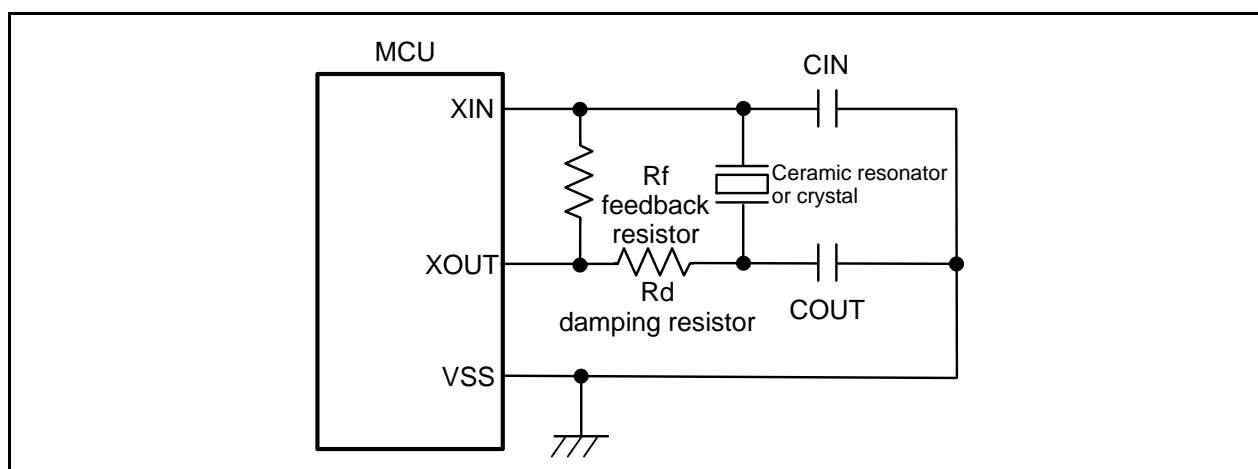 MCU
CIN
XIN
Ceramic resonator
or crystal
Rf
feedback
resistor
XOUT
Rd
damping resistor
COUT
VSS